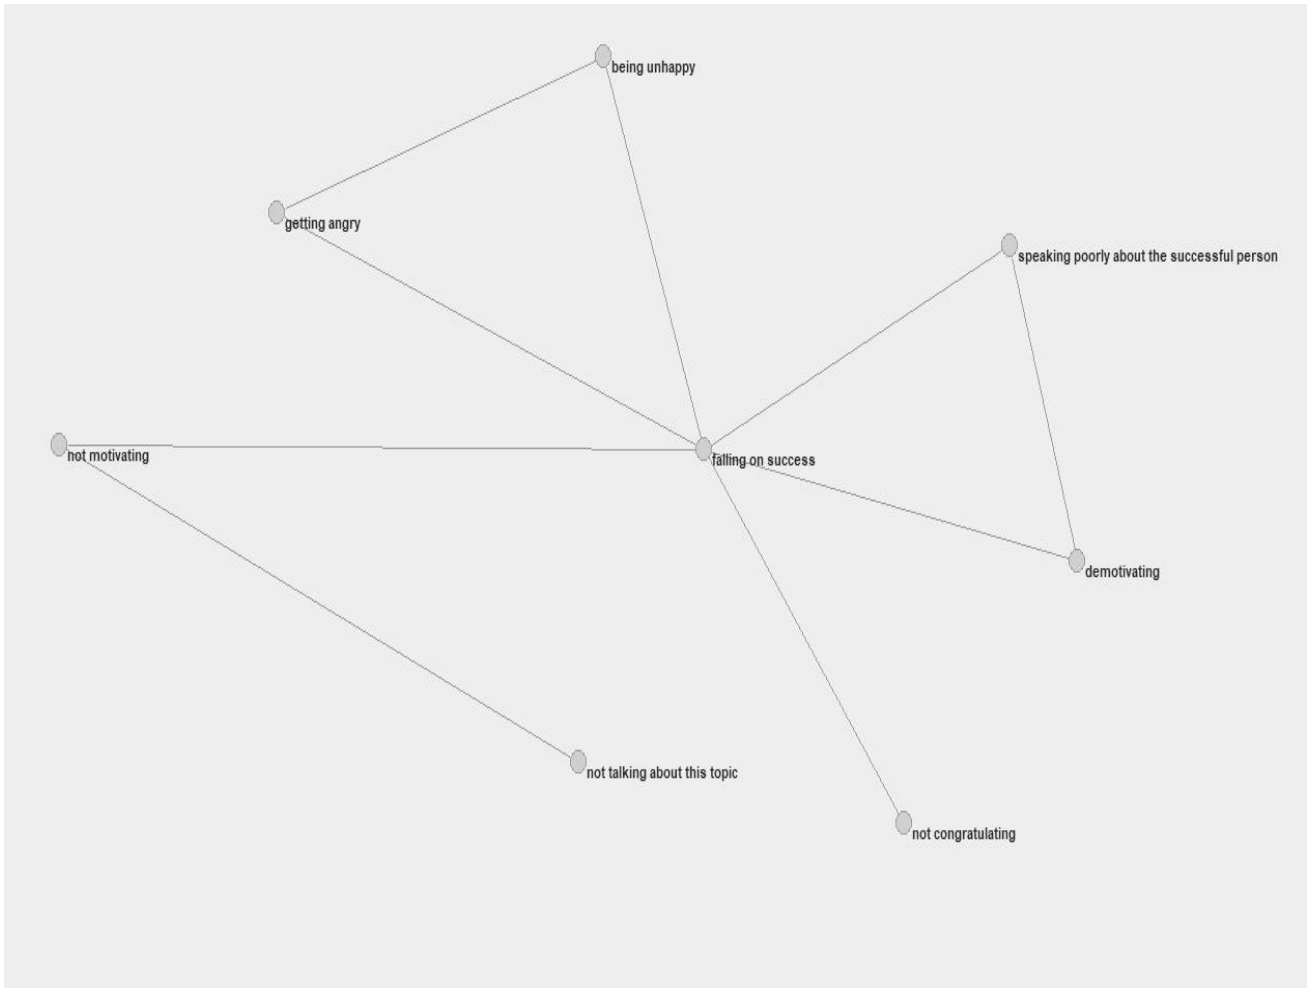 being unhappy
getting angry
speaking poorly about the successful person
not motivating
falling on success
demotivating
not talking about this topic
not congratulating